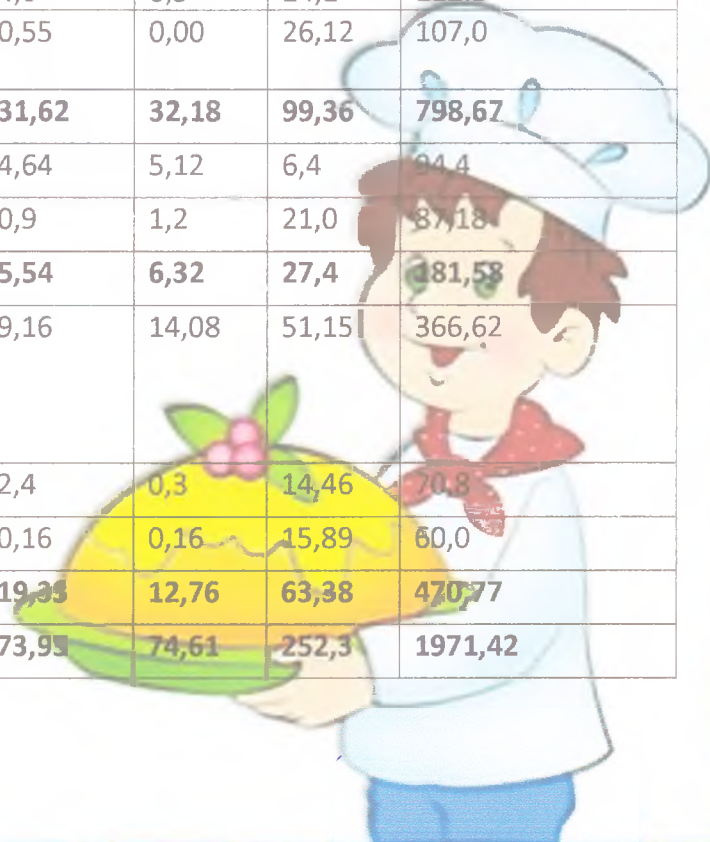 0,55 0,00 26,12 107,0
31,62 32,18 99,36 798,67
4,64 5,12 6,4 94,4
0,9 1,2 21,0 87,18
5,54 6,32 27,4 181,58
9,16 14,08 51,15 366,62
2,4 0,3 14,46 70,8
0,16 0,16 15,89 60,0
19,35 12,76 63,38 470,77
73,95 74,61 252,3 1971,42